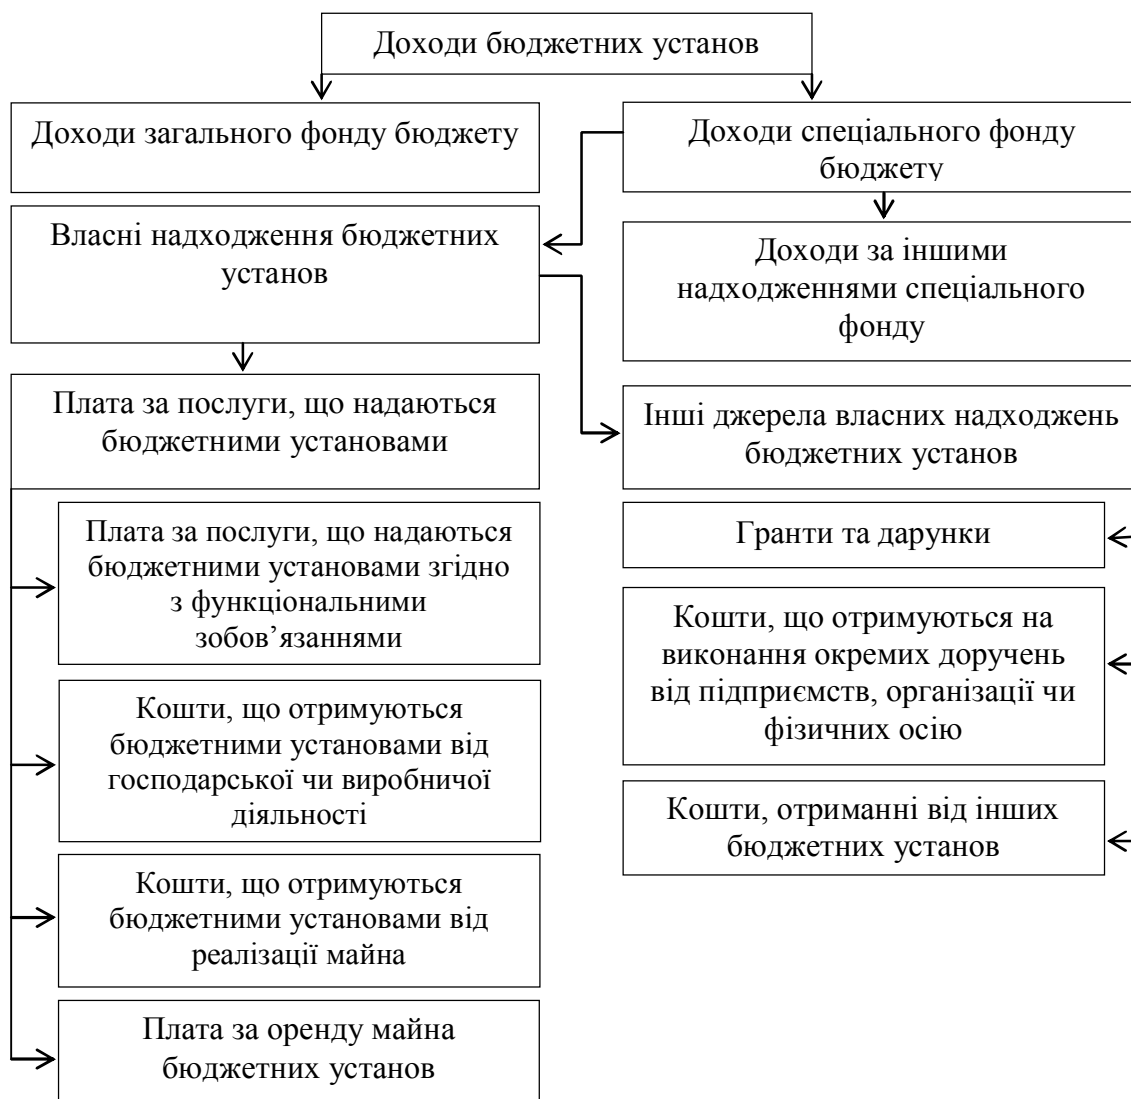 Доходи бюджетних установ
Доходи загального фонду бюджету
Доходи спеціального фонду
бюджету
Власні надходження бюджетних
установ
Доходи за іншими
надходженнями спеціального
фонду
Плата за послуги, що надаються
бюджетними установами
Інші джерела власних надходжень
бюджетних установ
Плата за послуги, що надаються
бюджетними установами згідно
з функціональними
зобов’язаннями
Кошти, що отримуються
бюджетними установами від
господарської чи виробничої
діяльності
Кошти, що отримуються
бюджетними установами від
реалізації майна
Плата за оренду майна
бюджетних установ
Гранти та дарунки
Кошти, що отримуються на
виконання окремих доручень
від підприємств, організації чи
фізичних осію
Кошти, отриманні від інших
бюджетних установ